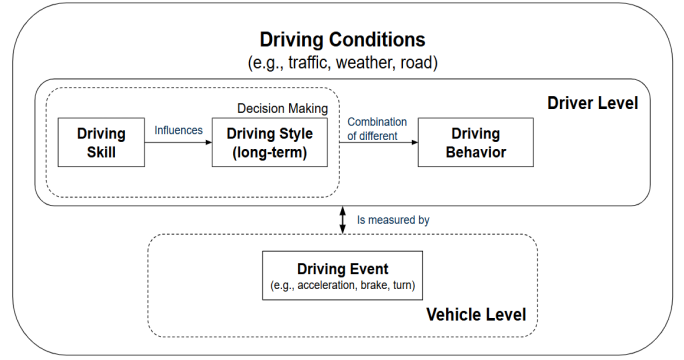 Driving Conditions
(e.g., traffic, weather, road)
Driver Level
Decision Making
Driving
Skill
Influences
Driving Style
(long-term)
Combination
of different
Driving
Behavior
Is measured by
Driving Event
(e.g., acceleration, brake, turn)
Vehicle Level